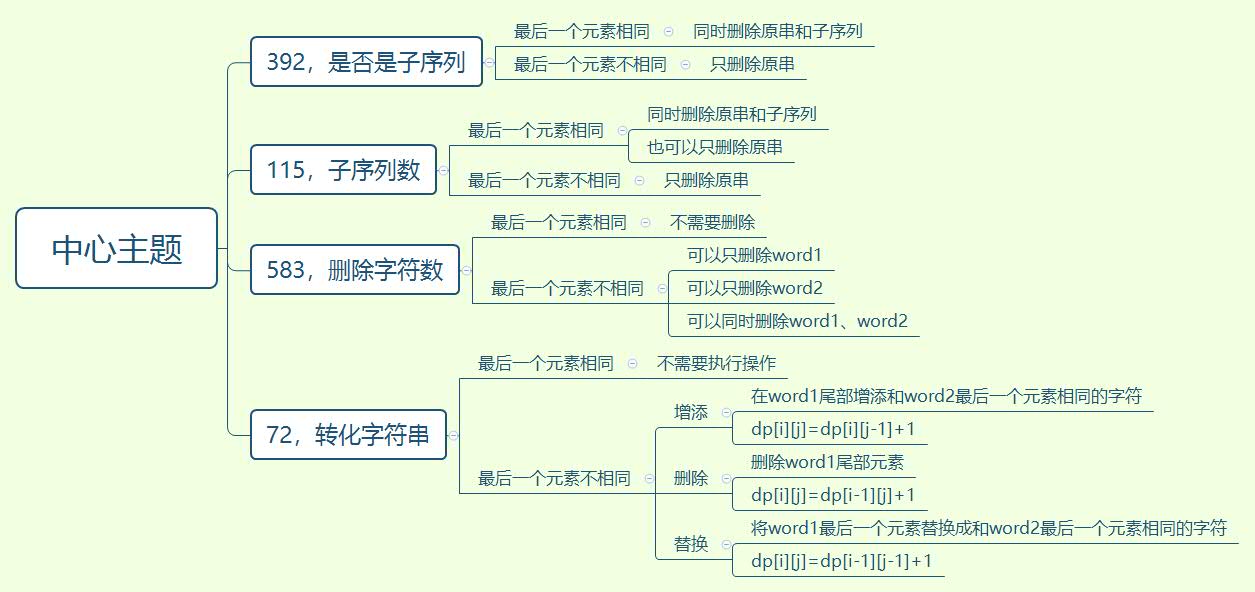 中心主题
392，是否是子序列
最后一个元素相同
同时删除原串和子序列
最后一个元素不相同
只删除原串
115，子序列数
最后一个元素相同
同时删除原串和子序列
也可以只删除原串
最后一个元素不相同
只删除原串
583，删除字符数
最后一个元素相同
不需要删除
最后一个元素不相同
可以只删除word1
可以只删除word2
可以同时删除word1、word2
72，转化字符串
最后一个元素相同
不需要执行操作
最后一个元素不相同
增添
在word1尾部增添和word2最后一个元素相同的字符
dp[i][j]=dp[i][j-1]+1
删除
删除word1尾部元素
dp[i][j]=dp[i-1][j]+1
替换
将word1最后一个元素替换成和word2最后一个元素相同的字符
dp[i][j]=dp[i-1][j-1]+1